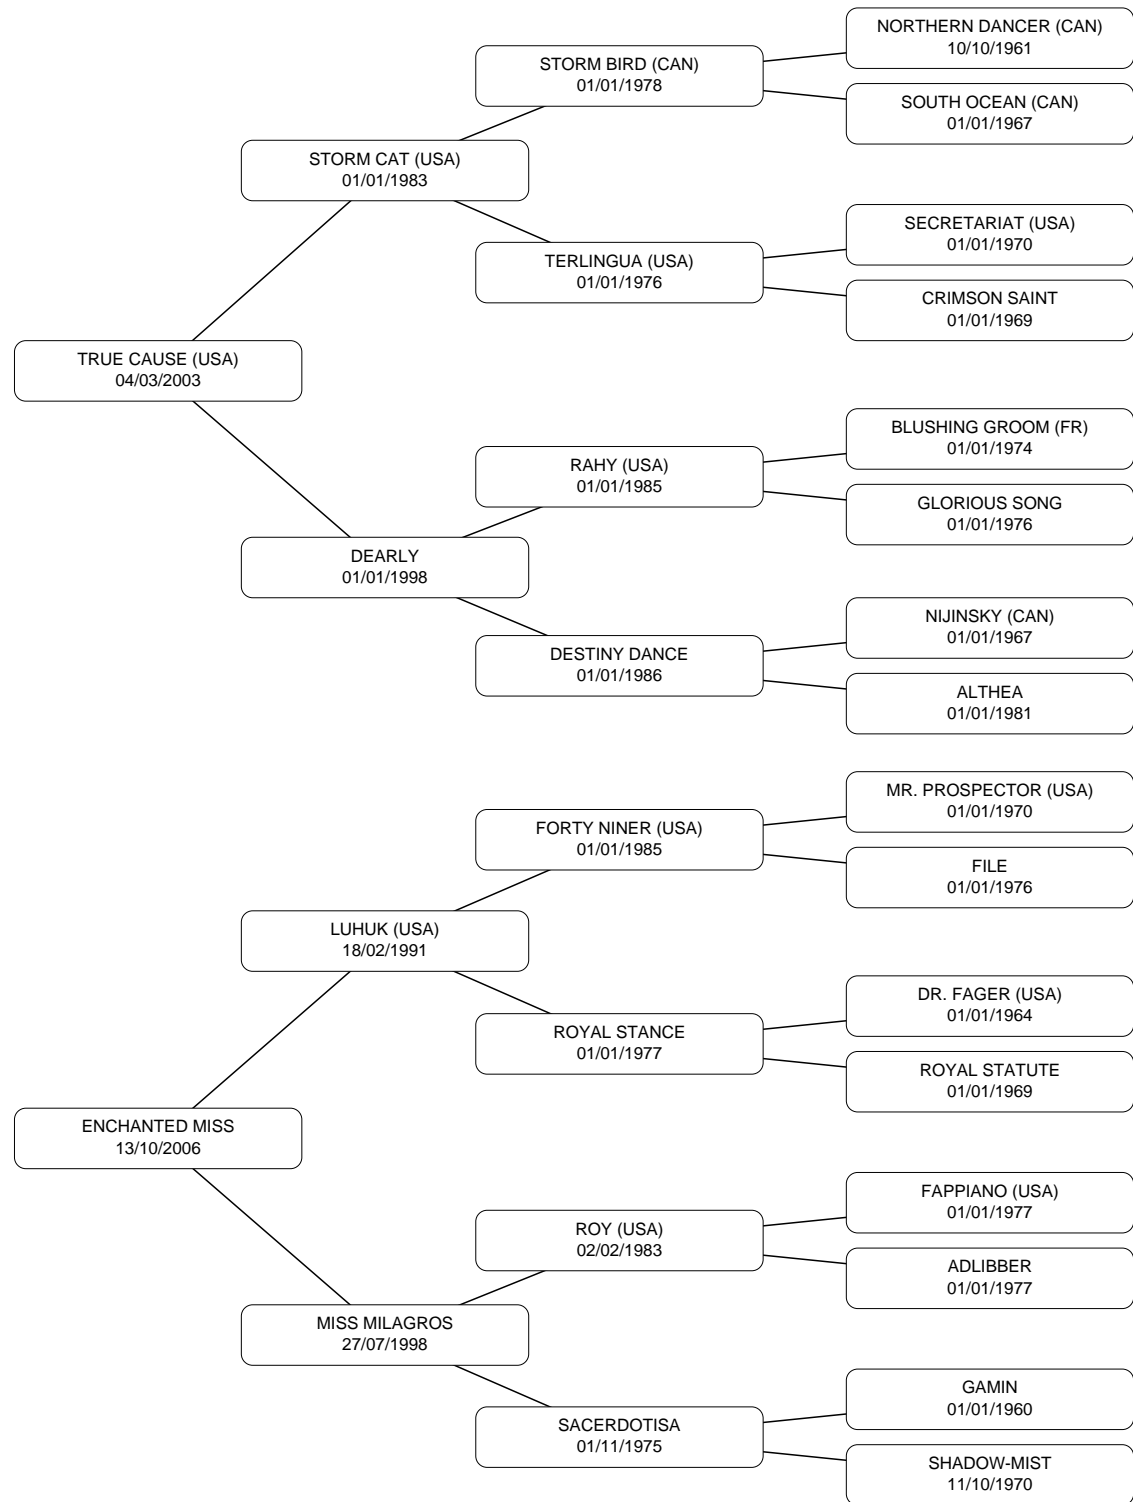 NORTHERN DANCER (CAN)
10/10/1961
STORM BIRD (CAN)
01/01/1978
SOUTH OCEAN (CAN)
01/01/1967
STORM CAT (USA)
01/01/1983
SECRETARIAT (USA)
01/01/1970
TERLINGUA (USA)
01/01/1976
CRIMSON SAINT
01/01/1969
TRUE CAUSE (USA)
04/03/2003
BLUSHING GROOM (FR)
01/01/1974
RAHY (USA)
01/01/1985
GLORIOUS SONG
01/01/1976
DEARLY
01/01/1998
NIJINSKY (CAN)
01/01/1967
DESTINY DANCE
01/01/1986
ALTHEA
01/01/1981
MR. PROSPECTOR (USA)
01/01/1970
FORTY NINER (USA)
01/01/1985
FILE
01/01/1976
LUHUK (USA)
18/02/1991
DR. FAGER (USA)
01/01/1964
ROYAL STANCE
01/01/1977
ROYAL STATUTE
01/01/1969
ENCHANTED MISS
13/10/2006
FAPPIANO (USA)
01/01/1977
ROY (USA)
02/02/1983
ADLIBBER
01/01/1977
MISS MILAGROS
27/07/1998
GAMIN
01/01/1960
SACERDOTISA
01/11/1975
SHADOW-MIST
11/10/1970